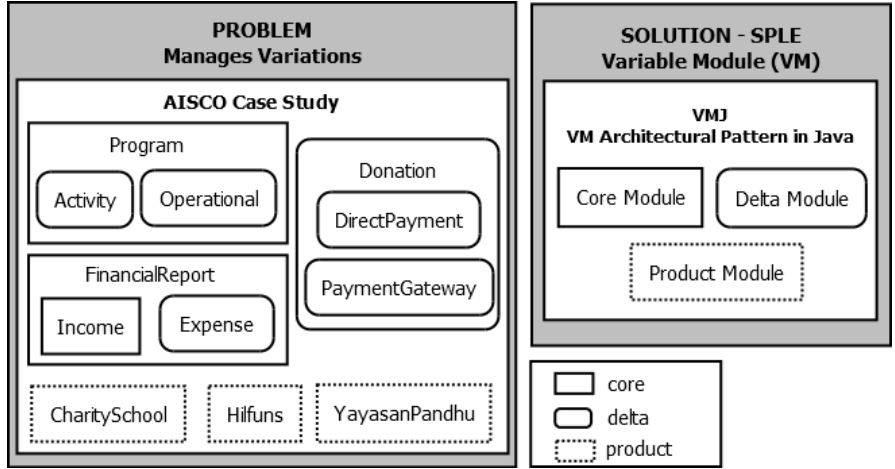 PROBLEM
Manages Variations
AISCO Case Study
Program
Activity
Operational
Donation
DirectPayment
PaymentGateway
FinancialReport
Income
Expense
CharitySchool
Hilfuns
YayasanPandhu
SOLUTION - SPLE
Variable Module (VM)
VMJ
VM Architectural Pattern in Java
Core Module
Delta Module
Product Module
core
delta
product